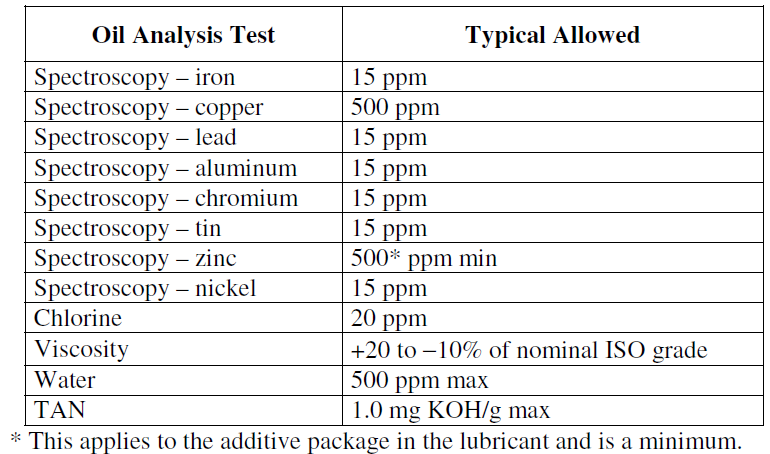 Oil Analysis Test Typical Allowed
Spectroscopy – iron 15 ppm
Spectroscopy – copper 500 ppm
Spectroscopy – lead 15 ppm
Spectroscopy – aluminum 15 ppm
Spectroscopy – chromium 15 ppm
Spectroscopy – tin 15 ppm
Spectroscopy – zinc 500* ppm min
Spectroscopy – nickel 15 ppm
Chlorine 20 ppm
Viscosity +20 to −10% of nominal ISO grade
Water 500 ppm max
TAN 1.0 mg KOH/g max
* This applies to the additive package in the lubricant and is a minimum.